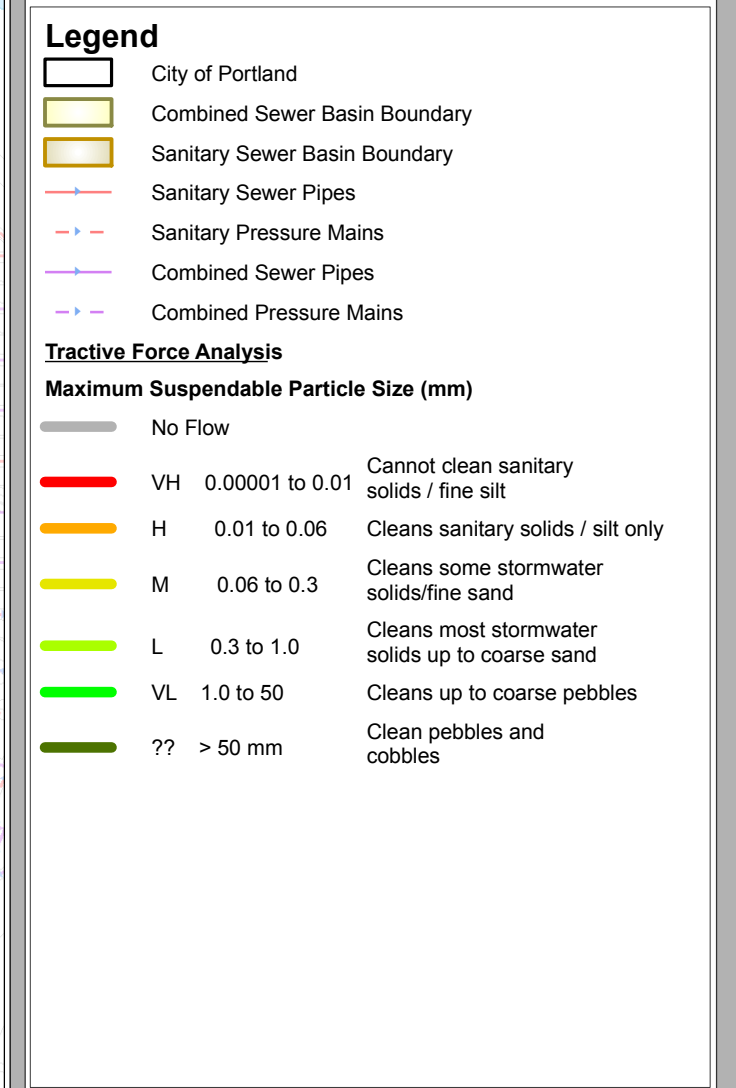 Legend
City of Portland
Combined Sewer Basin Boundary
Sanitary Sewer Basin Boundary
Sanitary Sewer Pipes
Sanitary Pressure Mains
Combined Sewer Pipes
Combined Pressure Mains
Tractive Force Analysis
Maximum Suspendable Particle Size (mm)
No Flow
VH 0.00001 to 0.01 Cannot clean sanitary
solids / fine silt
H 0.01 to 0.06 Cleans sanitary solids / silt only
M 0.06 to 0.3 Cleans some stormwater
solids/fine sand
L 0.3 to 1.0 Cleans most stormwater
solids up to coarse sand
VL 1.0 to 50 Cleans up to coarse pebbles
?? > 50 mm Clean pebbles and
cobbles